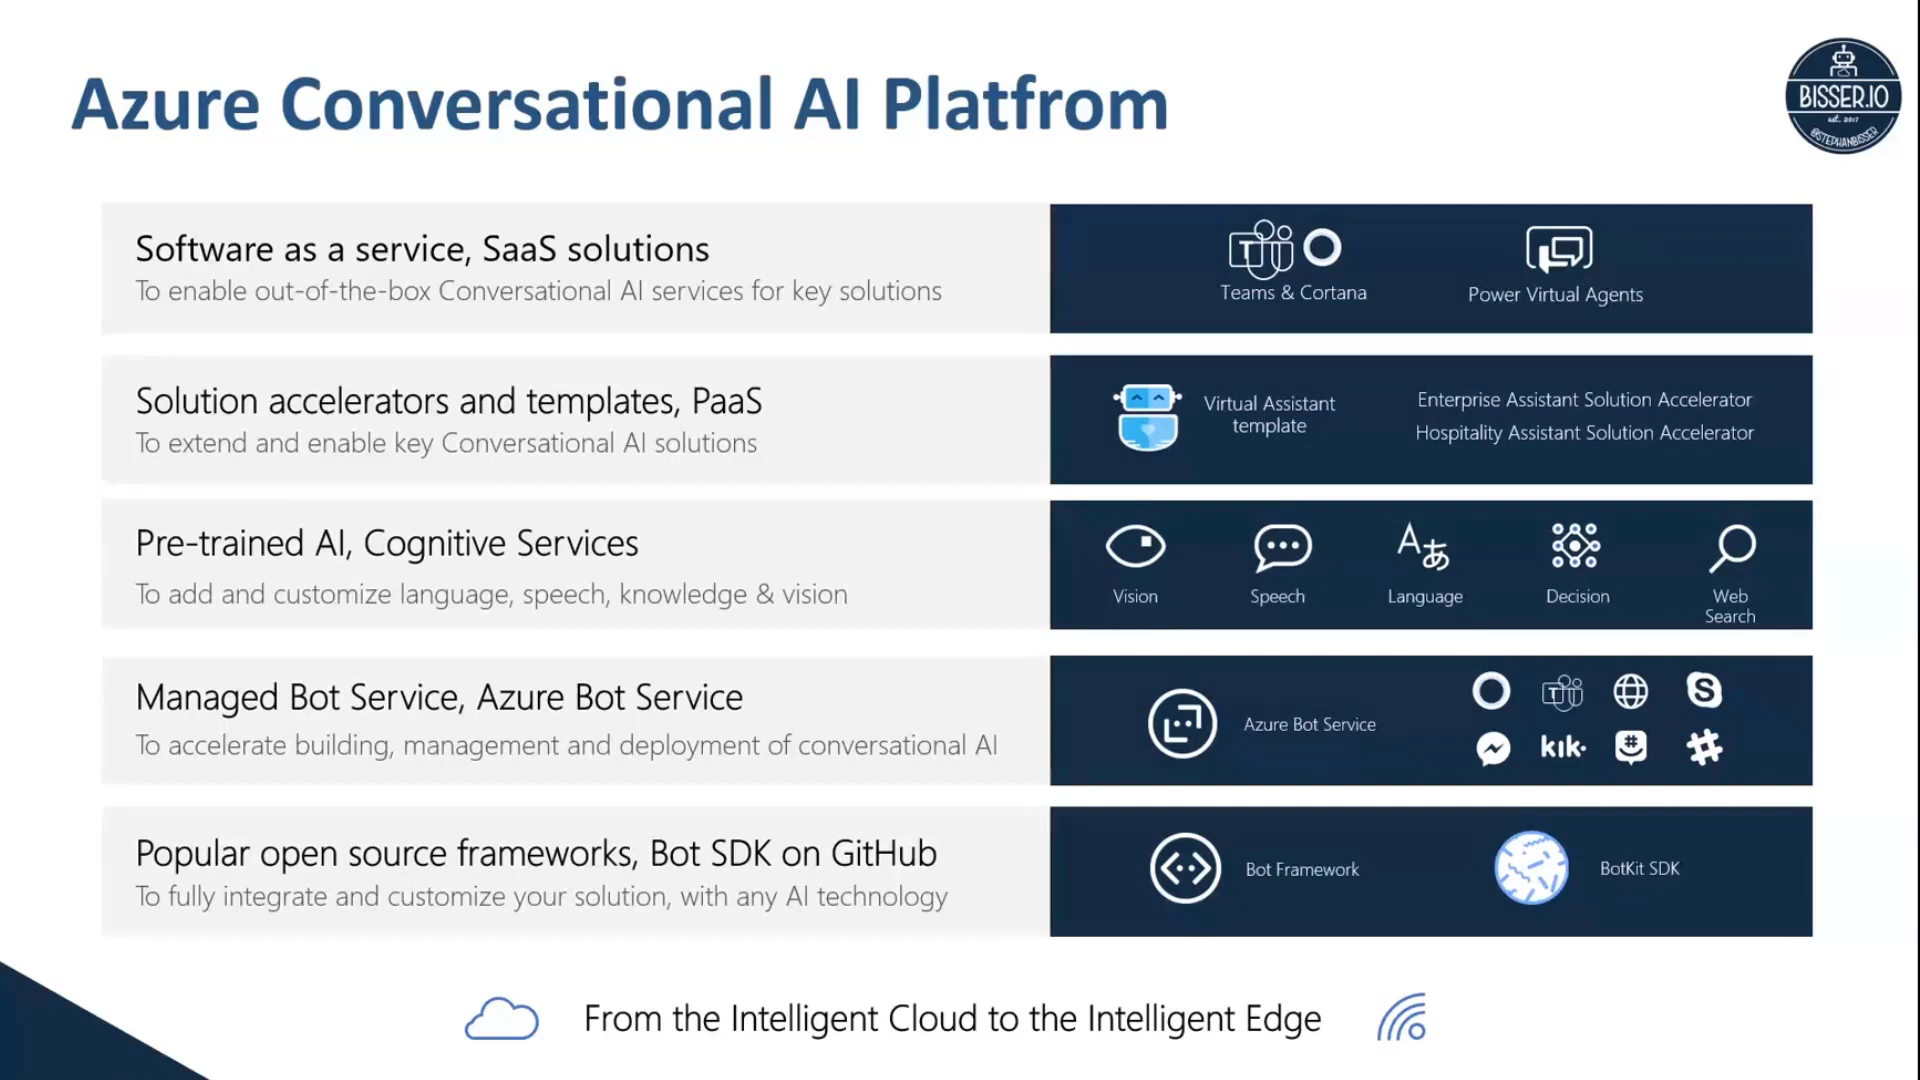 Azure Conversational AI Platfrom
BISSER.IO
est. 2017
@STEPHANBISSER
Software as a service, SaaS solutions
To enable out-of-the-box Conversational AI services for key solutions
Teams & Cortana
Power Virtual Agents
Solution accelerators and templates, PaaS
To extend and enable key Conversational AI solutions
Virtual Assistant
template
Enterprise Assistant Solution Accelerator
Hospitality Assistant Solution Accelerator
Pre-trained AI, Cognitive Services
To add and customize language, speech, knowledge & vision
Aあ
Vision
Speech
Language
Decision
Web
Search
Managed Bot Service, Azure Bot Service
To accelerate building, management and deployment of conversational AI
Azure Bot Service
kik·
Popular open source frameworks, Bot SDK on GitHub
To fully integrate and customize your solution, with any AI technology
Bot Framework
BotKit SDK
From the Intelligent Cloud to the Intelligent Edge